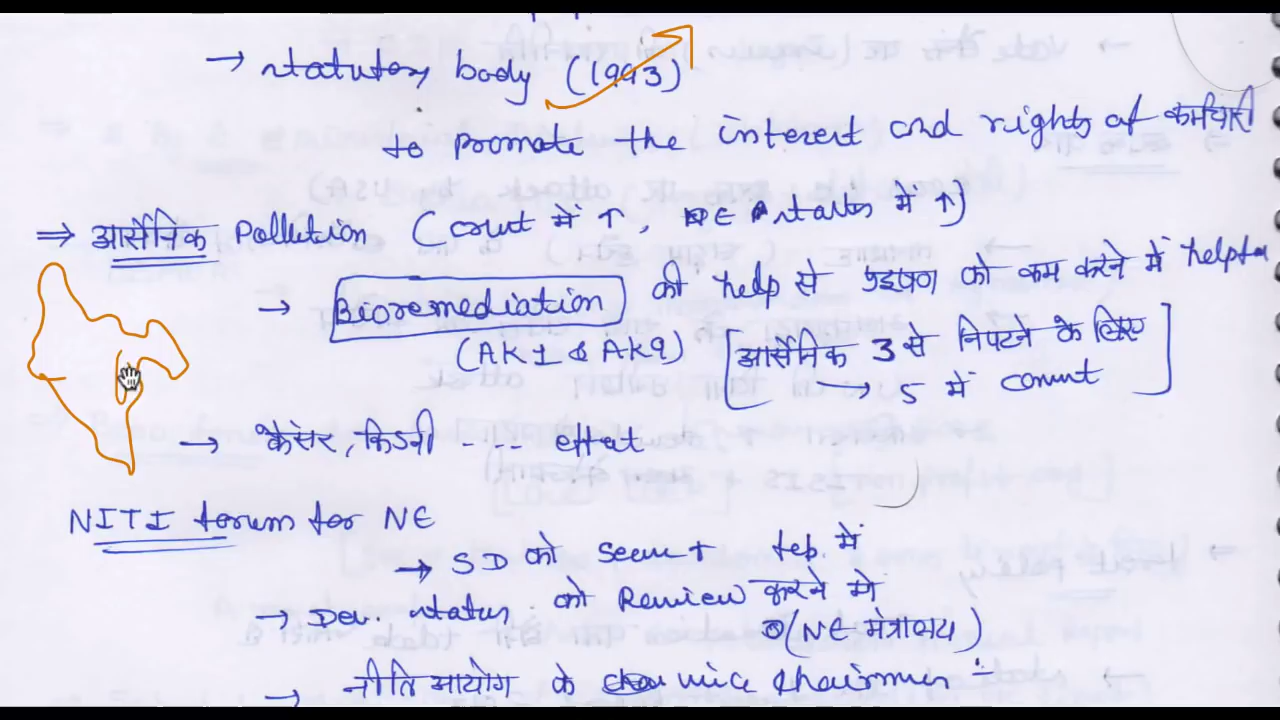 → statutory body (1993)
to promote the interest and rights of कर्मचारी
⇒ आर्सेनिक Pollution ( में ↑, NE states में ↑)
→ Bioremediation की help से प्रदूषण को कम करने में helpful
(AK1 & AK9) [आर्सेनिक 3 से निपटने के लिए
→ 5 में convert]
→ कैंसर, किडनी ---- effect
NITI forum for NE
→ SD को secure + में
→ Dev. status को Review करने में
(NE मंत्रालय)
→ नीति आयोग के vice chairman